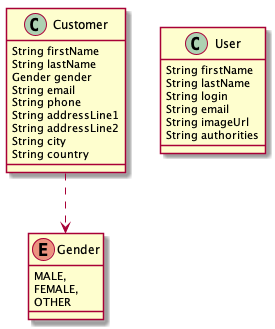 C Customer
String firstName
String lastName
Gender gender
String email
String phone
String addressLine1
String addressLine2
String city
String country
C User
String firstName
String lastName
String login
String email
String imageUrl
String authorities
E Gender
MALE,
FEMALE,
OTHER